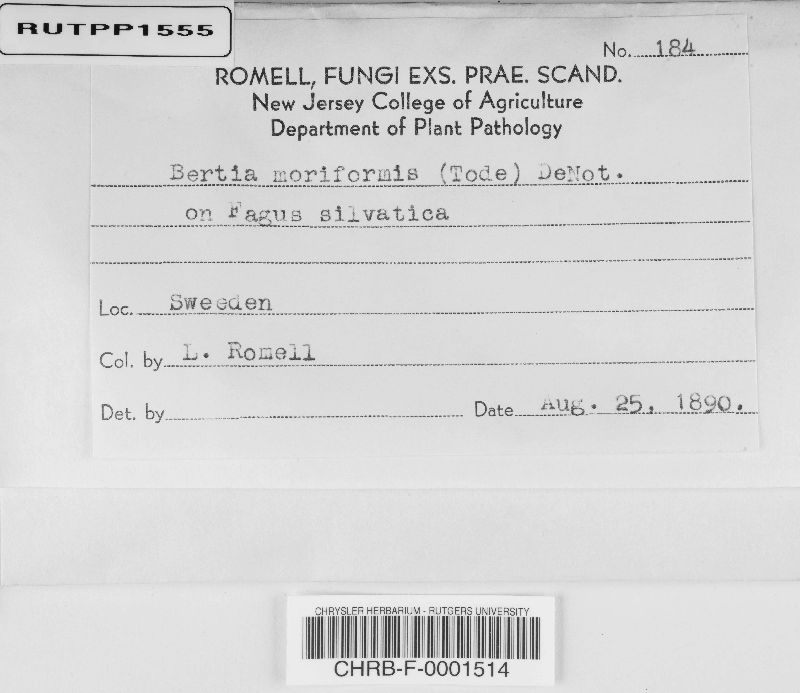 RUTPP1555
No. 184
ROMELL, FUNGI EXS. PRAE. SCAND.
New Jersey College of Agriculture
Department of Plant Pathology
Bertia moriformis (Tode) DeNot.
on Fagus silvatica
Loc. Sweeden
Col. by L. Romell
Det. by
Date Aug. 25, 1890.
CHRYSLER HERBARIUM - RUTGERS UNIVERSITY
CHRB-F-0001514